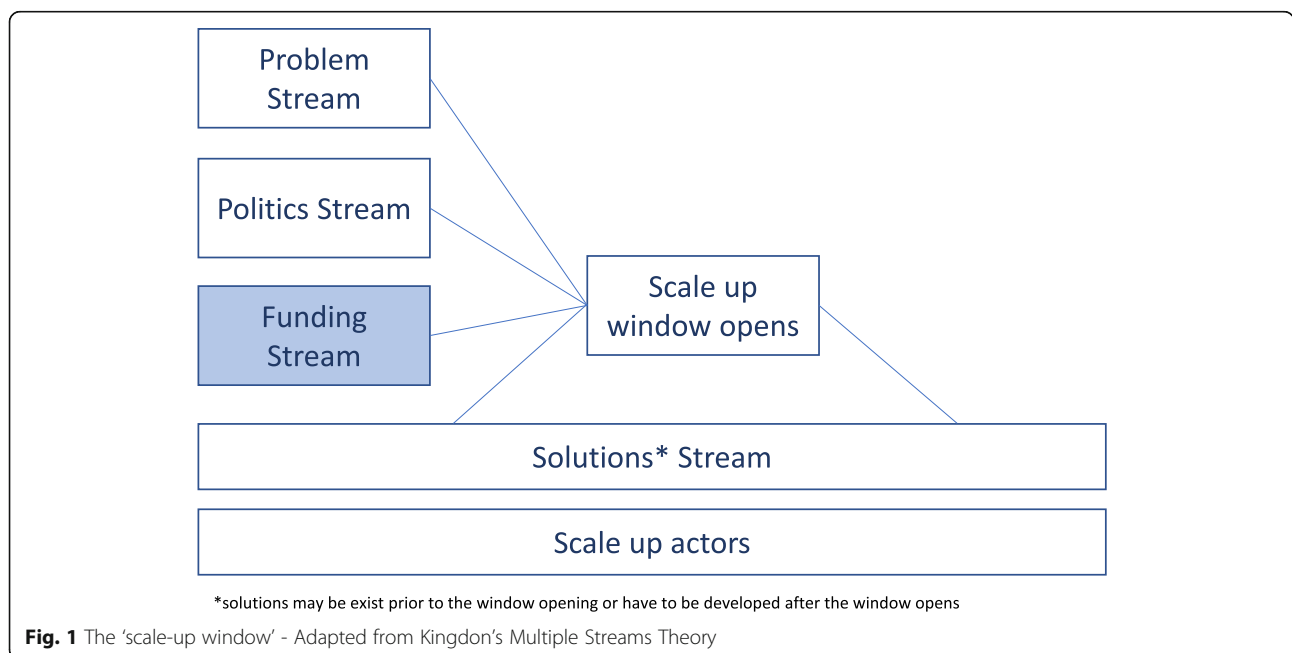 Problem
Stream
Politics Stream
Funding
Stream
Scale up
window opens
Solutions* Stream
Scale up actors
*solutions may be exist prior to the window opening or have to be developed after the window opens
Fig. 1 The ‘scale-up window’ - Adapted from Kingdon’s Multiple Streams Theory